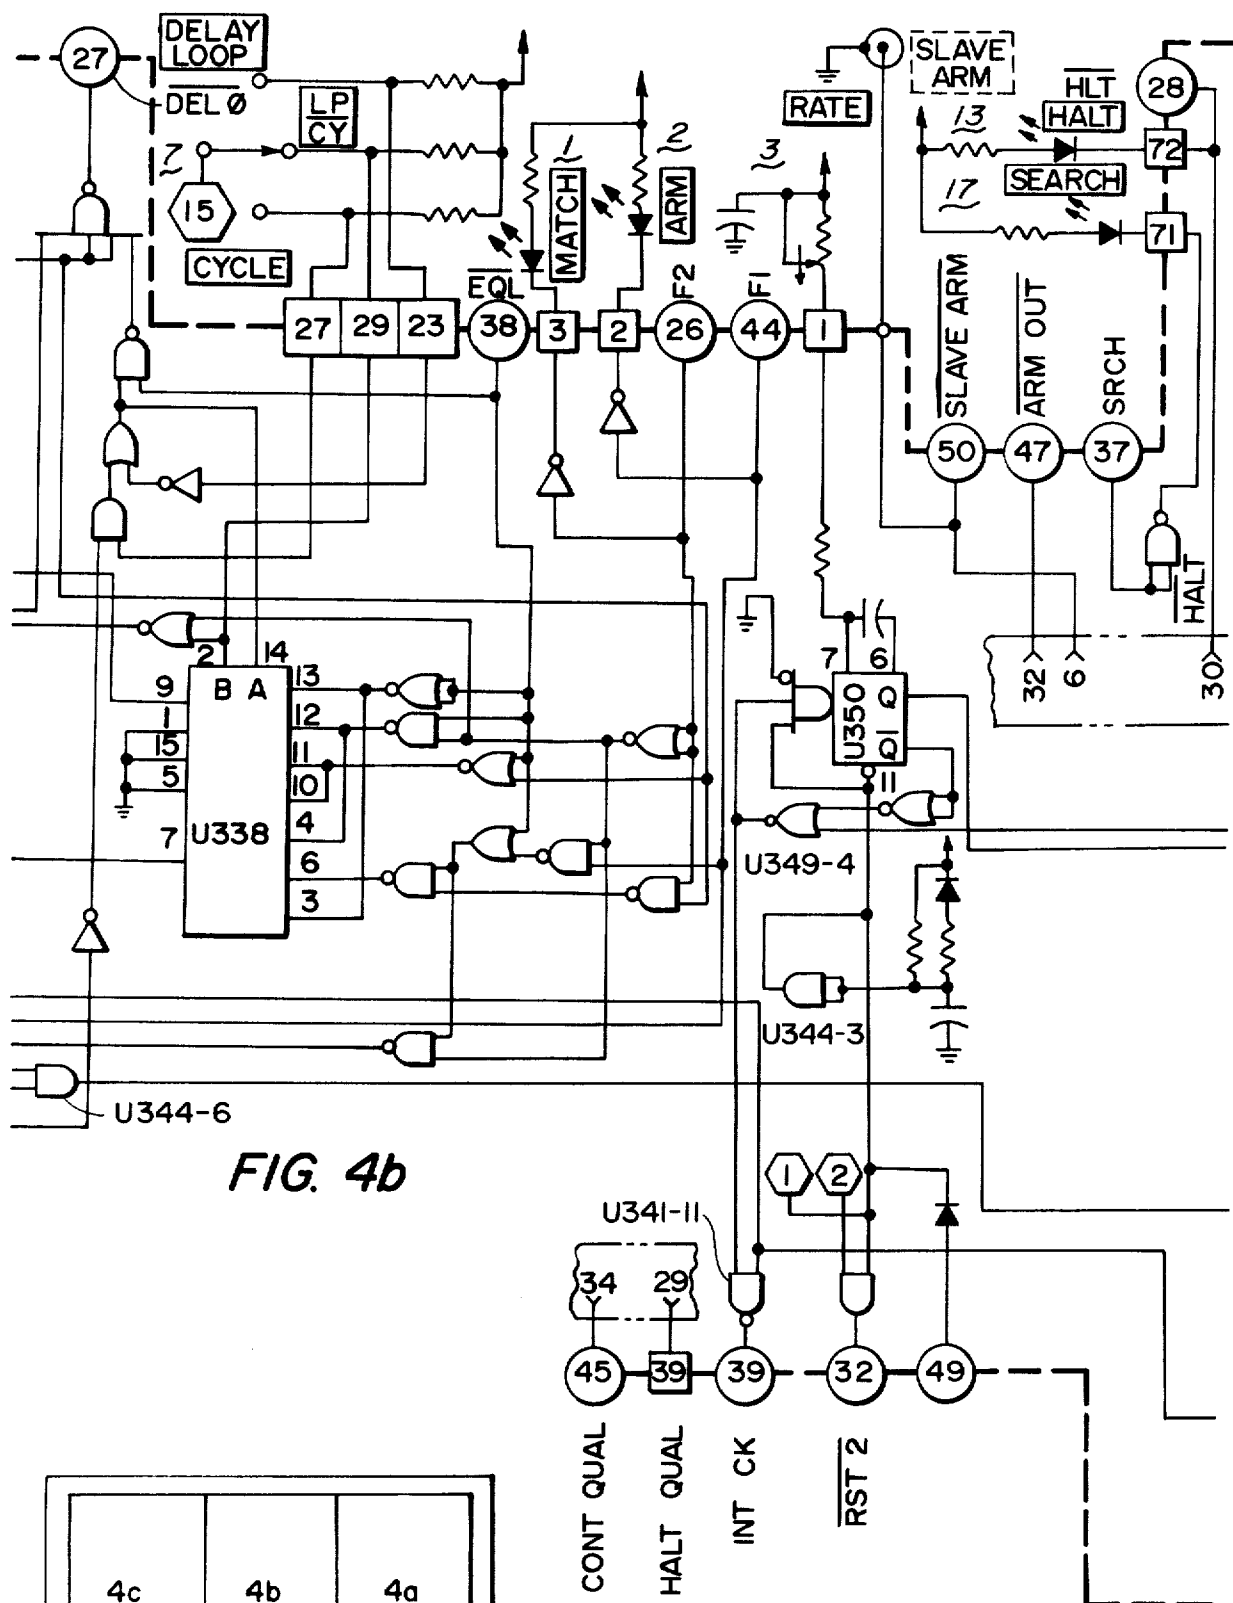 27
DELAY
LOOP
DEL Ø
LP
CY
7
15
CYCLE
1
MATCH
2
ARM
3
RATE
SLAVE
ARM
HLT
HALT
28
13
72
SEARCH
17
71
27
29
23
EQL
38
3
2
F2
26
F1
44
1
SLAVE ARM
50
ARM OUT
47
SRCH
37
HALT
32
6
30
2
14
B
A
9
1
15
5
7
13
12
11
10
4
6
3
U338
7
6
U350
Q
Q
11
U349-4
U344-3
U344-6
FIG. 4b
1
2
U341-11
34
29
45
39
39
32
49
CONT QUAL
HALT QUAL
INT CK
RST 2
4c
4b
4a